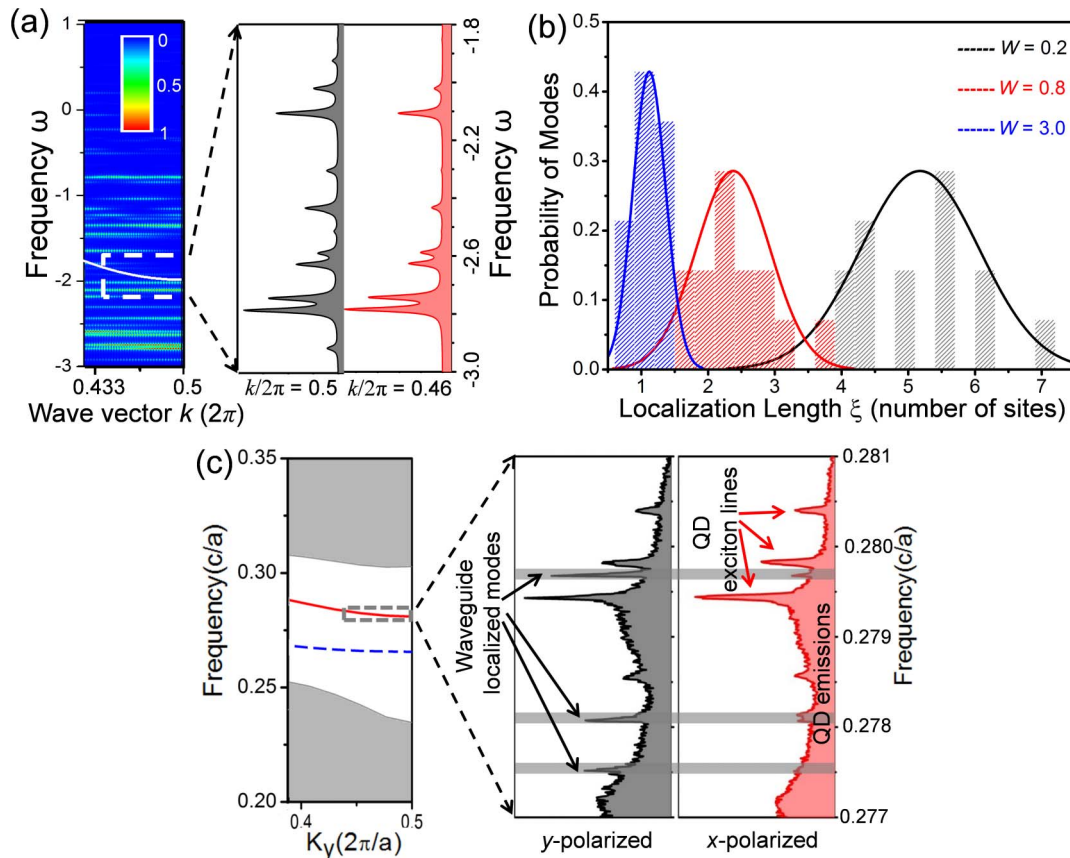 (a)
1
0
-1
-2
-3
Frequency ω
0
0.5
1
0.433
0.5
Wave vector k (2π)
k/2π = 0.5
k/2π = 0.46
-1.8
-2.2
-2.6
-3.0
Frequency ω
(b)
0.5
0.4
0.3
0.2
0.1
0.0
Probability of Modes
W = 0.2
W = 0.8
W = 3.0
1
2
3
4
5
6
7
Localization Length ξ (number of sites)
(c)
0.35
0.30
0.25
0.20
Frequency(c/a)
0.4
0.5
Ky(2π/a)
Waveguide
localized modes
y-polarized
QD
exciton lines
QD emissions
x-polarized
0.281
0.280
0.279
0.278
0.277
Frequency(c/a)